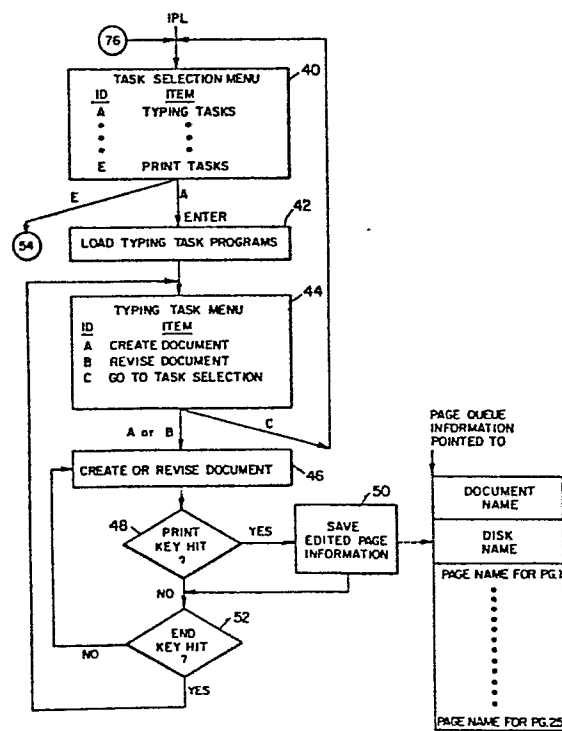 IPL
76
40
TASK SELECTION MENU
ID ITEM
A TYPING TASKS
E PRINT TASKS
E
A
ENTER
54
42
LOAD TYPING TASK PROGRAMS
44
TYPING TASK MENU
ID ITEM
A CREATE DOCUMENT
B REVISE DOCUMENT
C GO TO TASK SELECTION
A or B
C
CREATE OR REVISE DOCUMENT
46
48
PRINT
KEY HIT
?
YES
NO
50
SAVE
EDITED PAGE
INFORMATION
52
END
KEY HIT
?
NO
YES
PAGE QUEUE
INFORMATION
POINTED TO
DOCUMENT
NAME
DISK
NAME
PAGE NAME FOR PG.1
PAGE NAME FOR PG.25